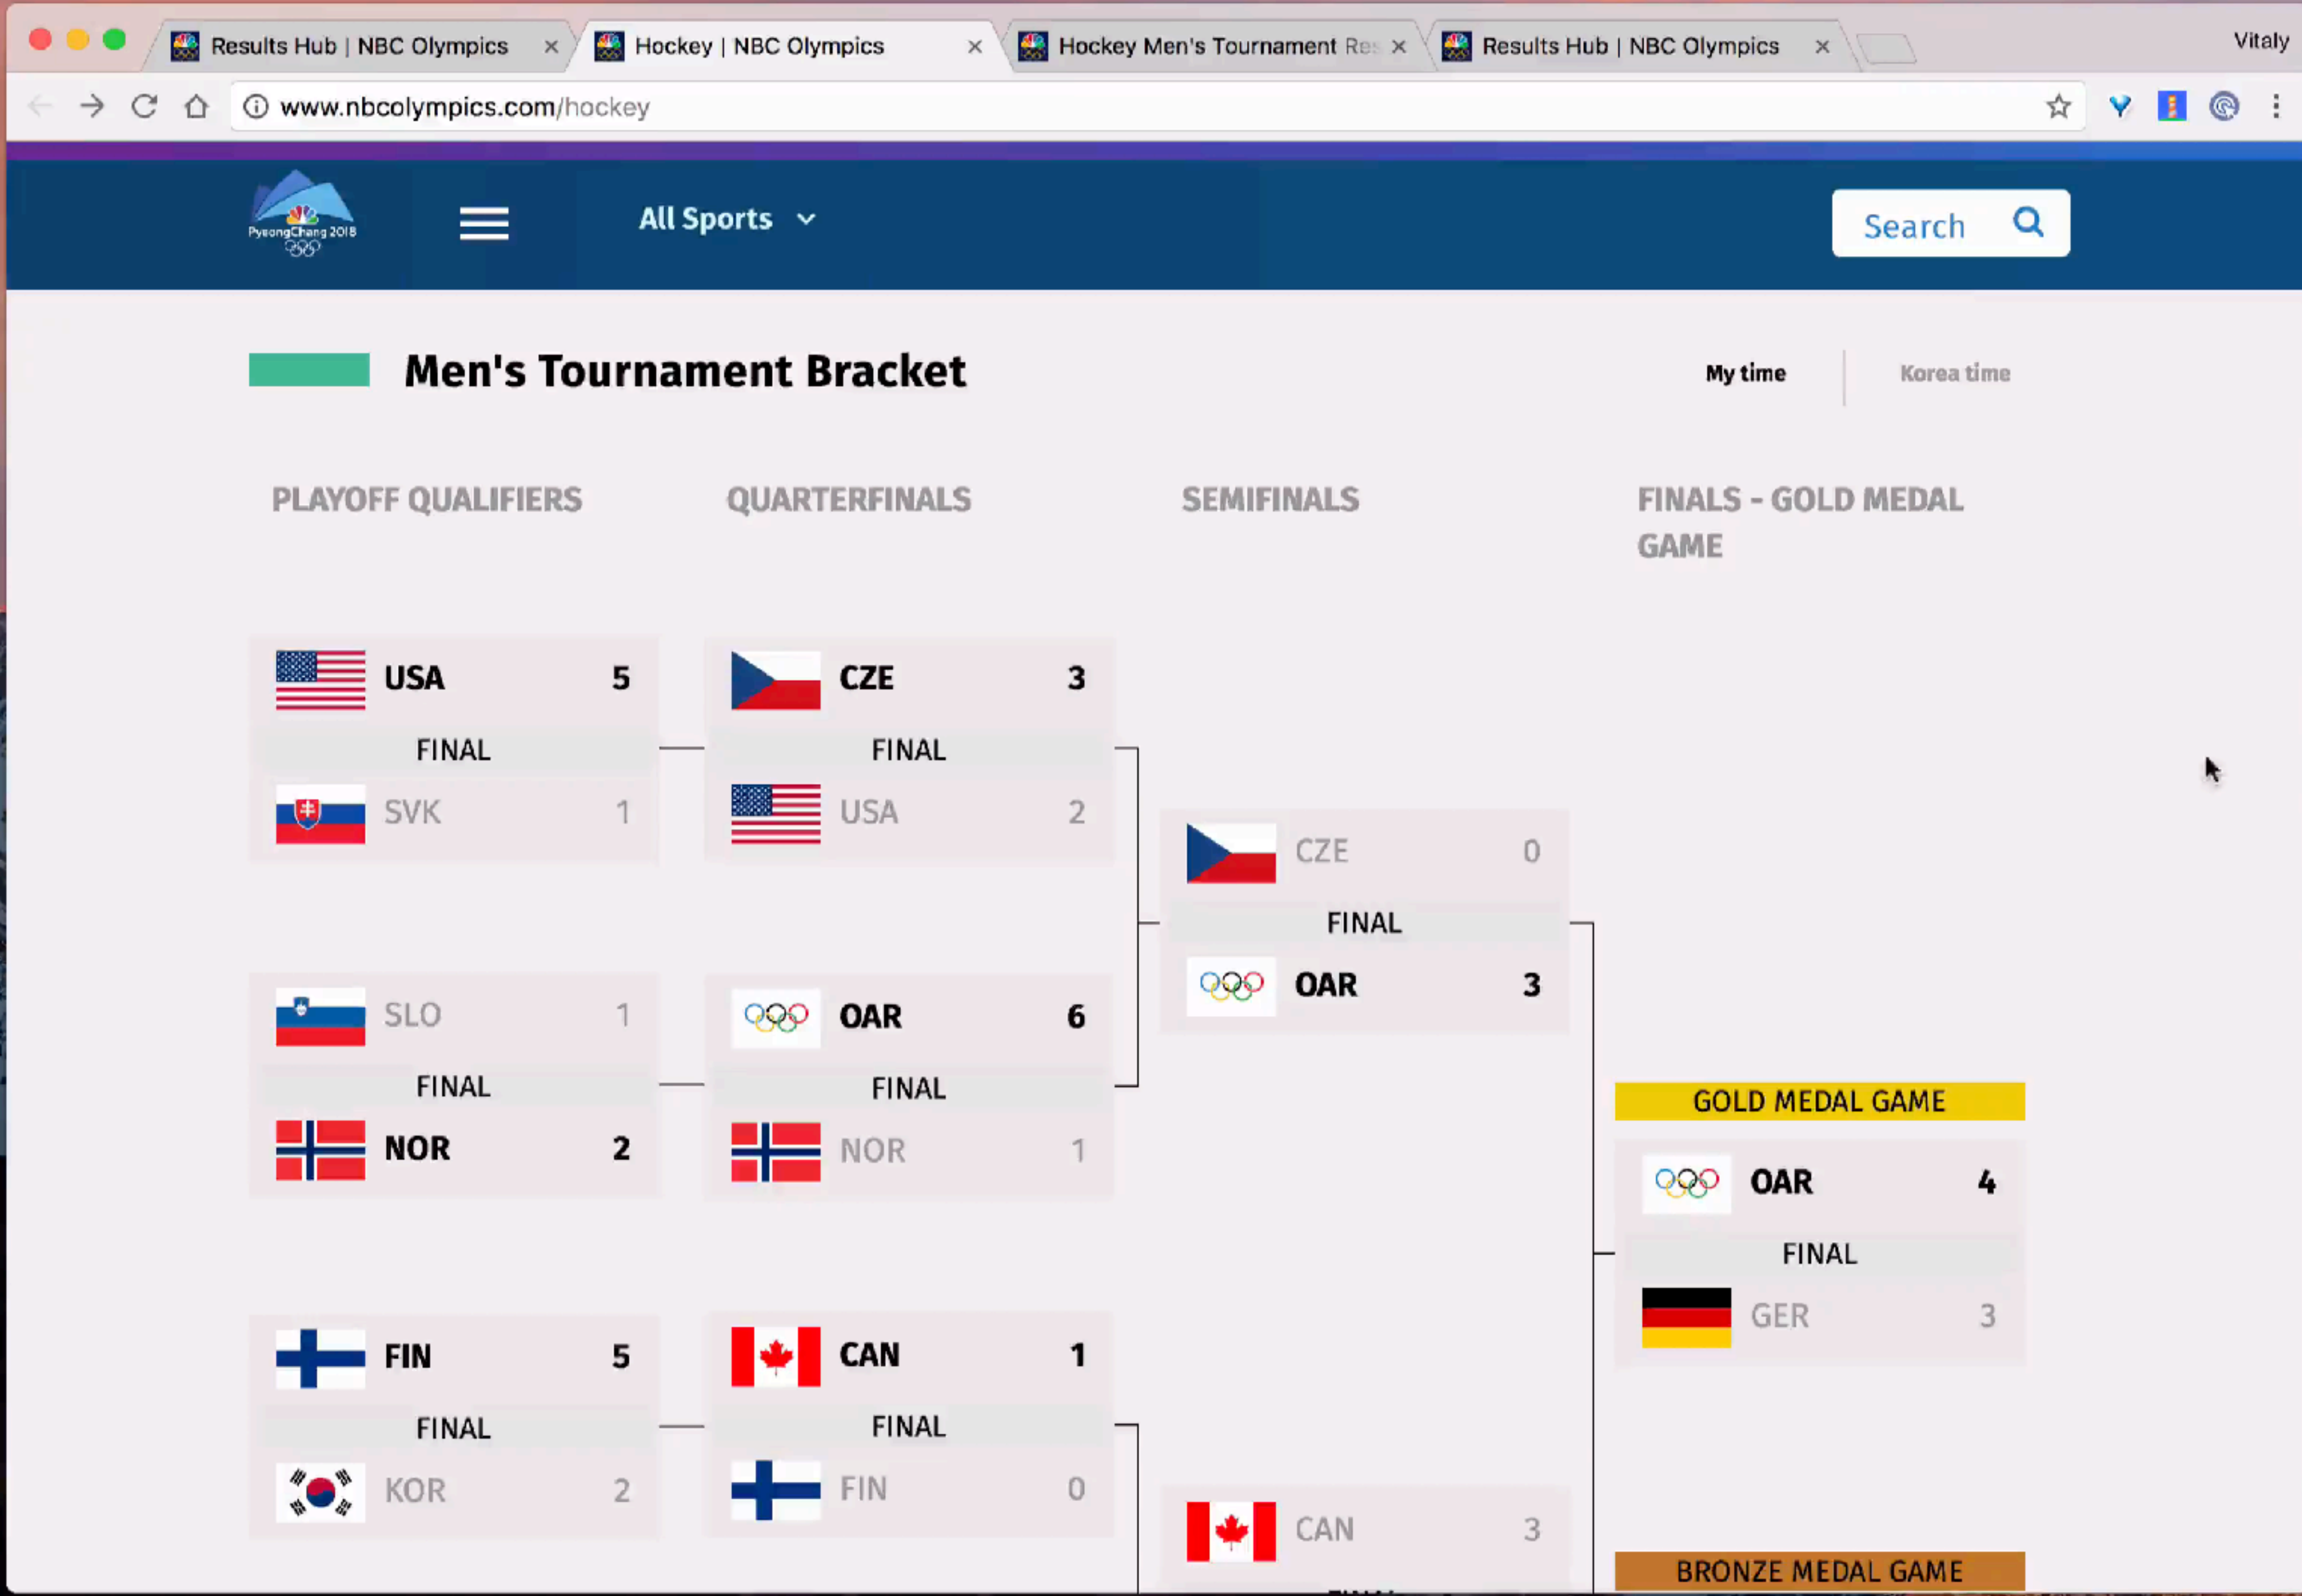 Results Hub | NBC Olympics
Hockey | NBC Olympics
Hockey Men's Tournament Res
Results Hub | NBC Olympics
Vitaly
www.nbcolympics.com/hockey
PyeongChang 2018
All Sports
Search
Men's Tournament Bracket
My time
Korea time
PLAYOFF QUALIFIERS
QUARTERFINALS
SEMIFINALS
FINALS - GOLD MEDAL
GAME
USA 5
FINAL
SVK 1
CZE 3
FINAL
USA 2
CZE 0
FINAL
OAR 3
SLO 1
FINAL
NOR 2
OAR 6
FINAL
NOR 1
GOLD MEDAL GAME
OAR 4
FINAL
GER 3
FIN 5
FINAL
KOR 2
CAN 1
FINAL
FIN 0
CAN 3
BRONZE MEDAL GAME